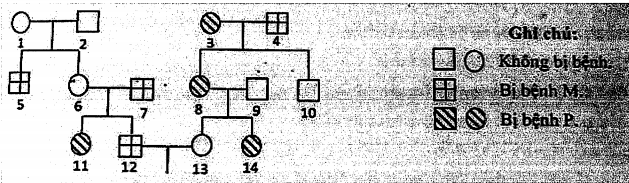 Ghi chú:
1 2 3 4
Không bị bệnh.
Bị bệnh M.
5 6 7 8 9 10
Bị bệnh P.
11 12 13 14